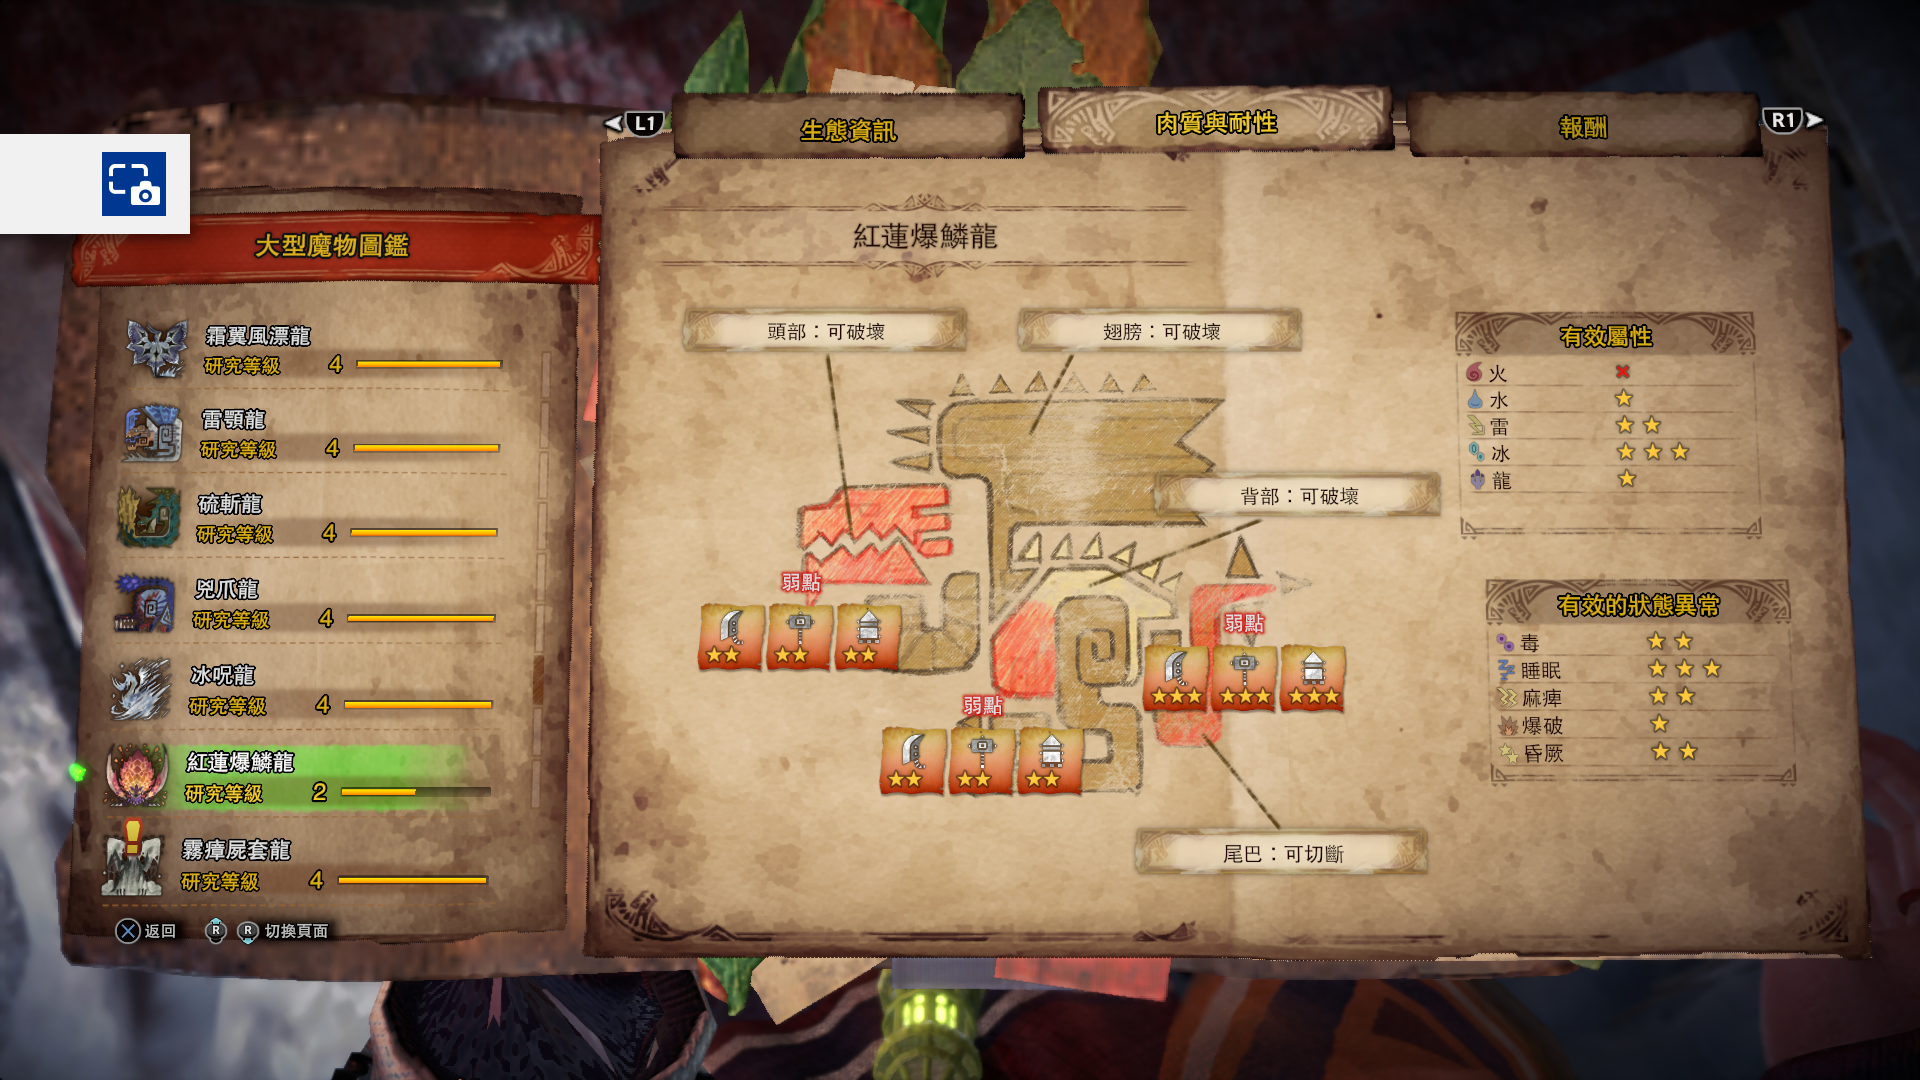 L1
生態資訊
肉質與耐性
報酬
R1
大型魔物圖鑑
霜翼風漂龍
研究等級 4
雷顎龍
研究等級 4
硫斬龍
研究等級 4
兇爪龍
研究等級 4
冰呪龍
研究等級 4
紅蓮爆鱗龍
研究等級 2
霧瘴屍套龍
研究等級 4
返回
R
R
切換頁面
紅蓮爆鱗龍
頭部：可破壞
翅膀：可破壞
背部：可破壞
弱點
弱點
弱點
尾巴：可切斷
有效屬性
火
水
雷
冰
龍
有效的狀態異常
毒
睡眠
麻痺
爆破
昏厥